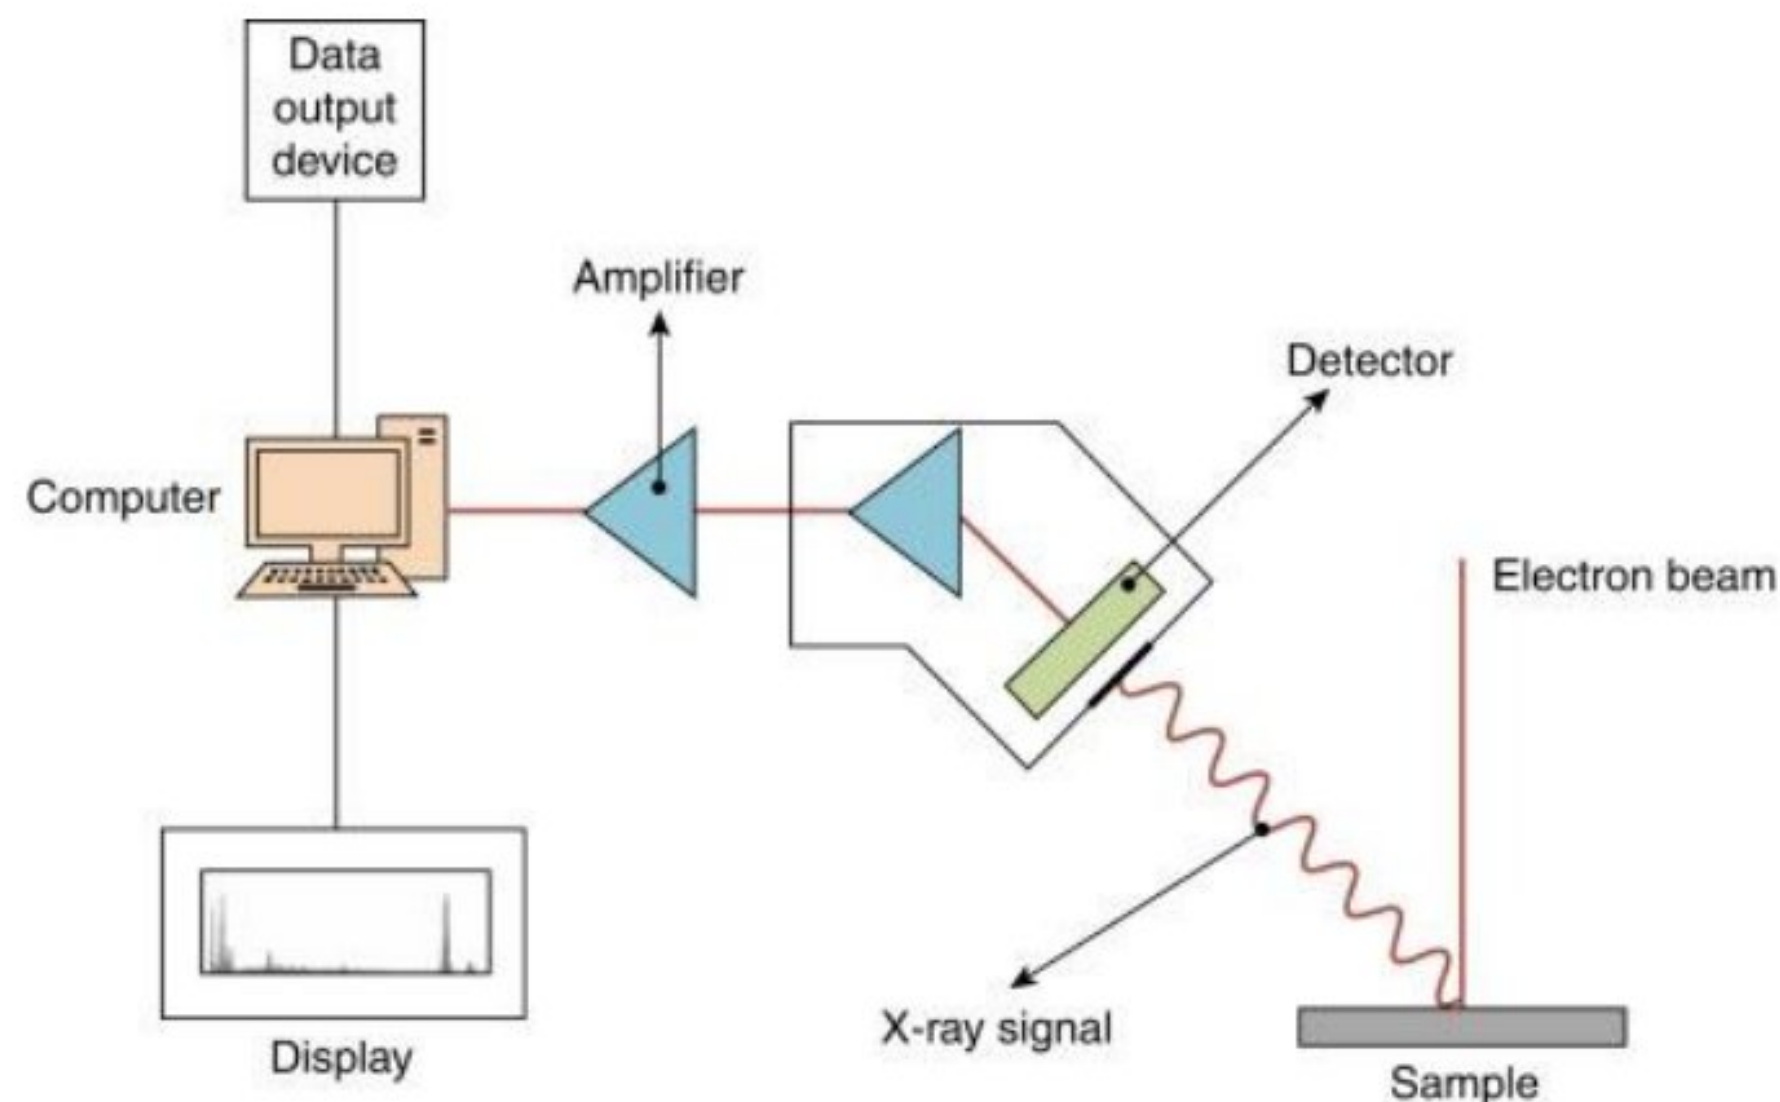 Data
output
device
Amplifier
Detector
Computer
Electron beam
X-ray signal
Display
Sample